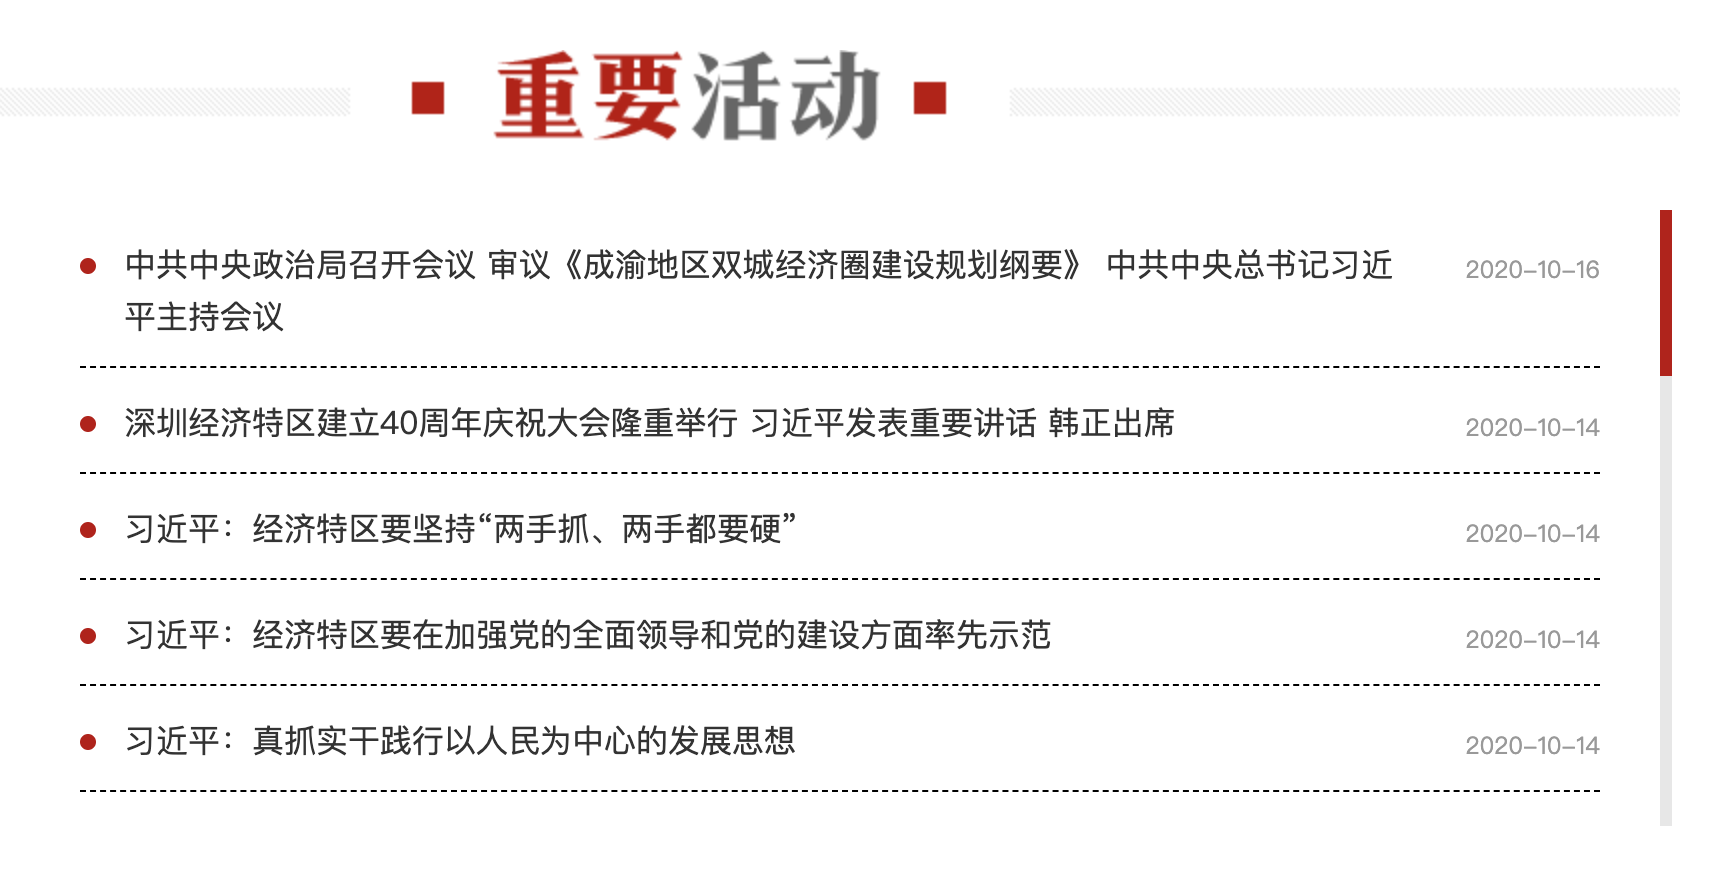 重要活动
中共中央政治局召开会议 审议《成渝地区双城经济圈建设规划纲要》 中共中央总书记习近 2020-10-16
平主持会议
深圳经济特区建立40周年庆祝大会隆重举行 习近平发表重要讲话 韩正出席 2020-10-14
习近平：经济特区要坚持“两手抓、两手都要硬” 2020-10-14
习近平：经济特区要在加强党的全面领导和党的建设方面率先示范 2020-10-14
习近平：真抓实干践行以人民为中心的发展思想 2020-10-14